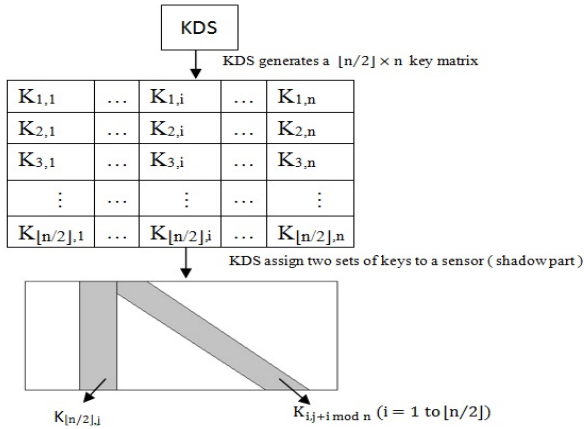 KDS
KDS generates a ⌊n/2⌋ × n key matrix
K₁,₁ … K₁,ᵢ … K₁,ₙ
K₂,₁ … K₂,ᵢ … K₂,ₙ
K₃,₁ … K₃,ᵢ … K₃,ₙ
⋮ ⋮ ⋮
K⌊n/2⌋,₁ … K⌊n/2⌋,ᵢ … K⌊n/2⌋,ₙ
KDS assign two sets of keys to a sensor ( shadow part )
K⌊n/2⌋,j
Ki,j+i mod n (i = 1 to ⌊n/2⌋)